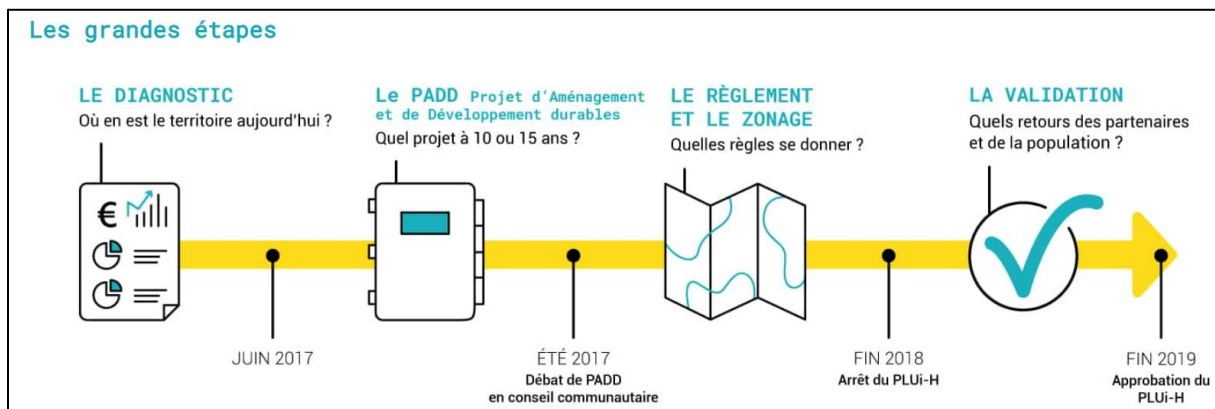 Les grandes étapes
LE DIAGNOSTIC
Où en est le territoire aujourd'hui ?
Le PADD Projet d'Aménagement
et de Développement durables
Quel projet à 10 ou 15 ans ?
LE RÈGLEMENT
ET LE ZONAGE
Quelles règles se donner ?
LA VALIDATION
Quels retours des partenaires
et de la population ?
€
JUIN 2017
ÉTÉ 2017
Débat de PADD
en conseil communautaire
FIN 2018
Arrêt du PLUi-H
FIN 2019
Approbation du
PLUi-H